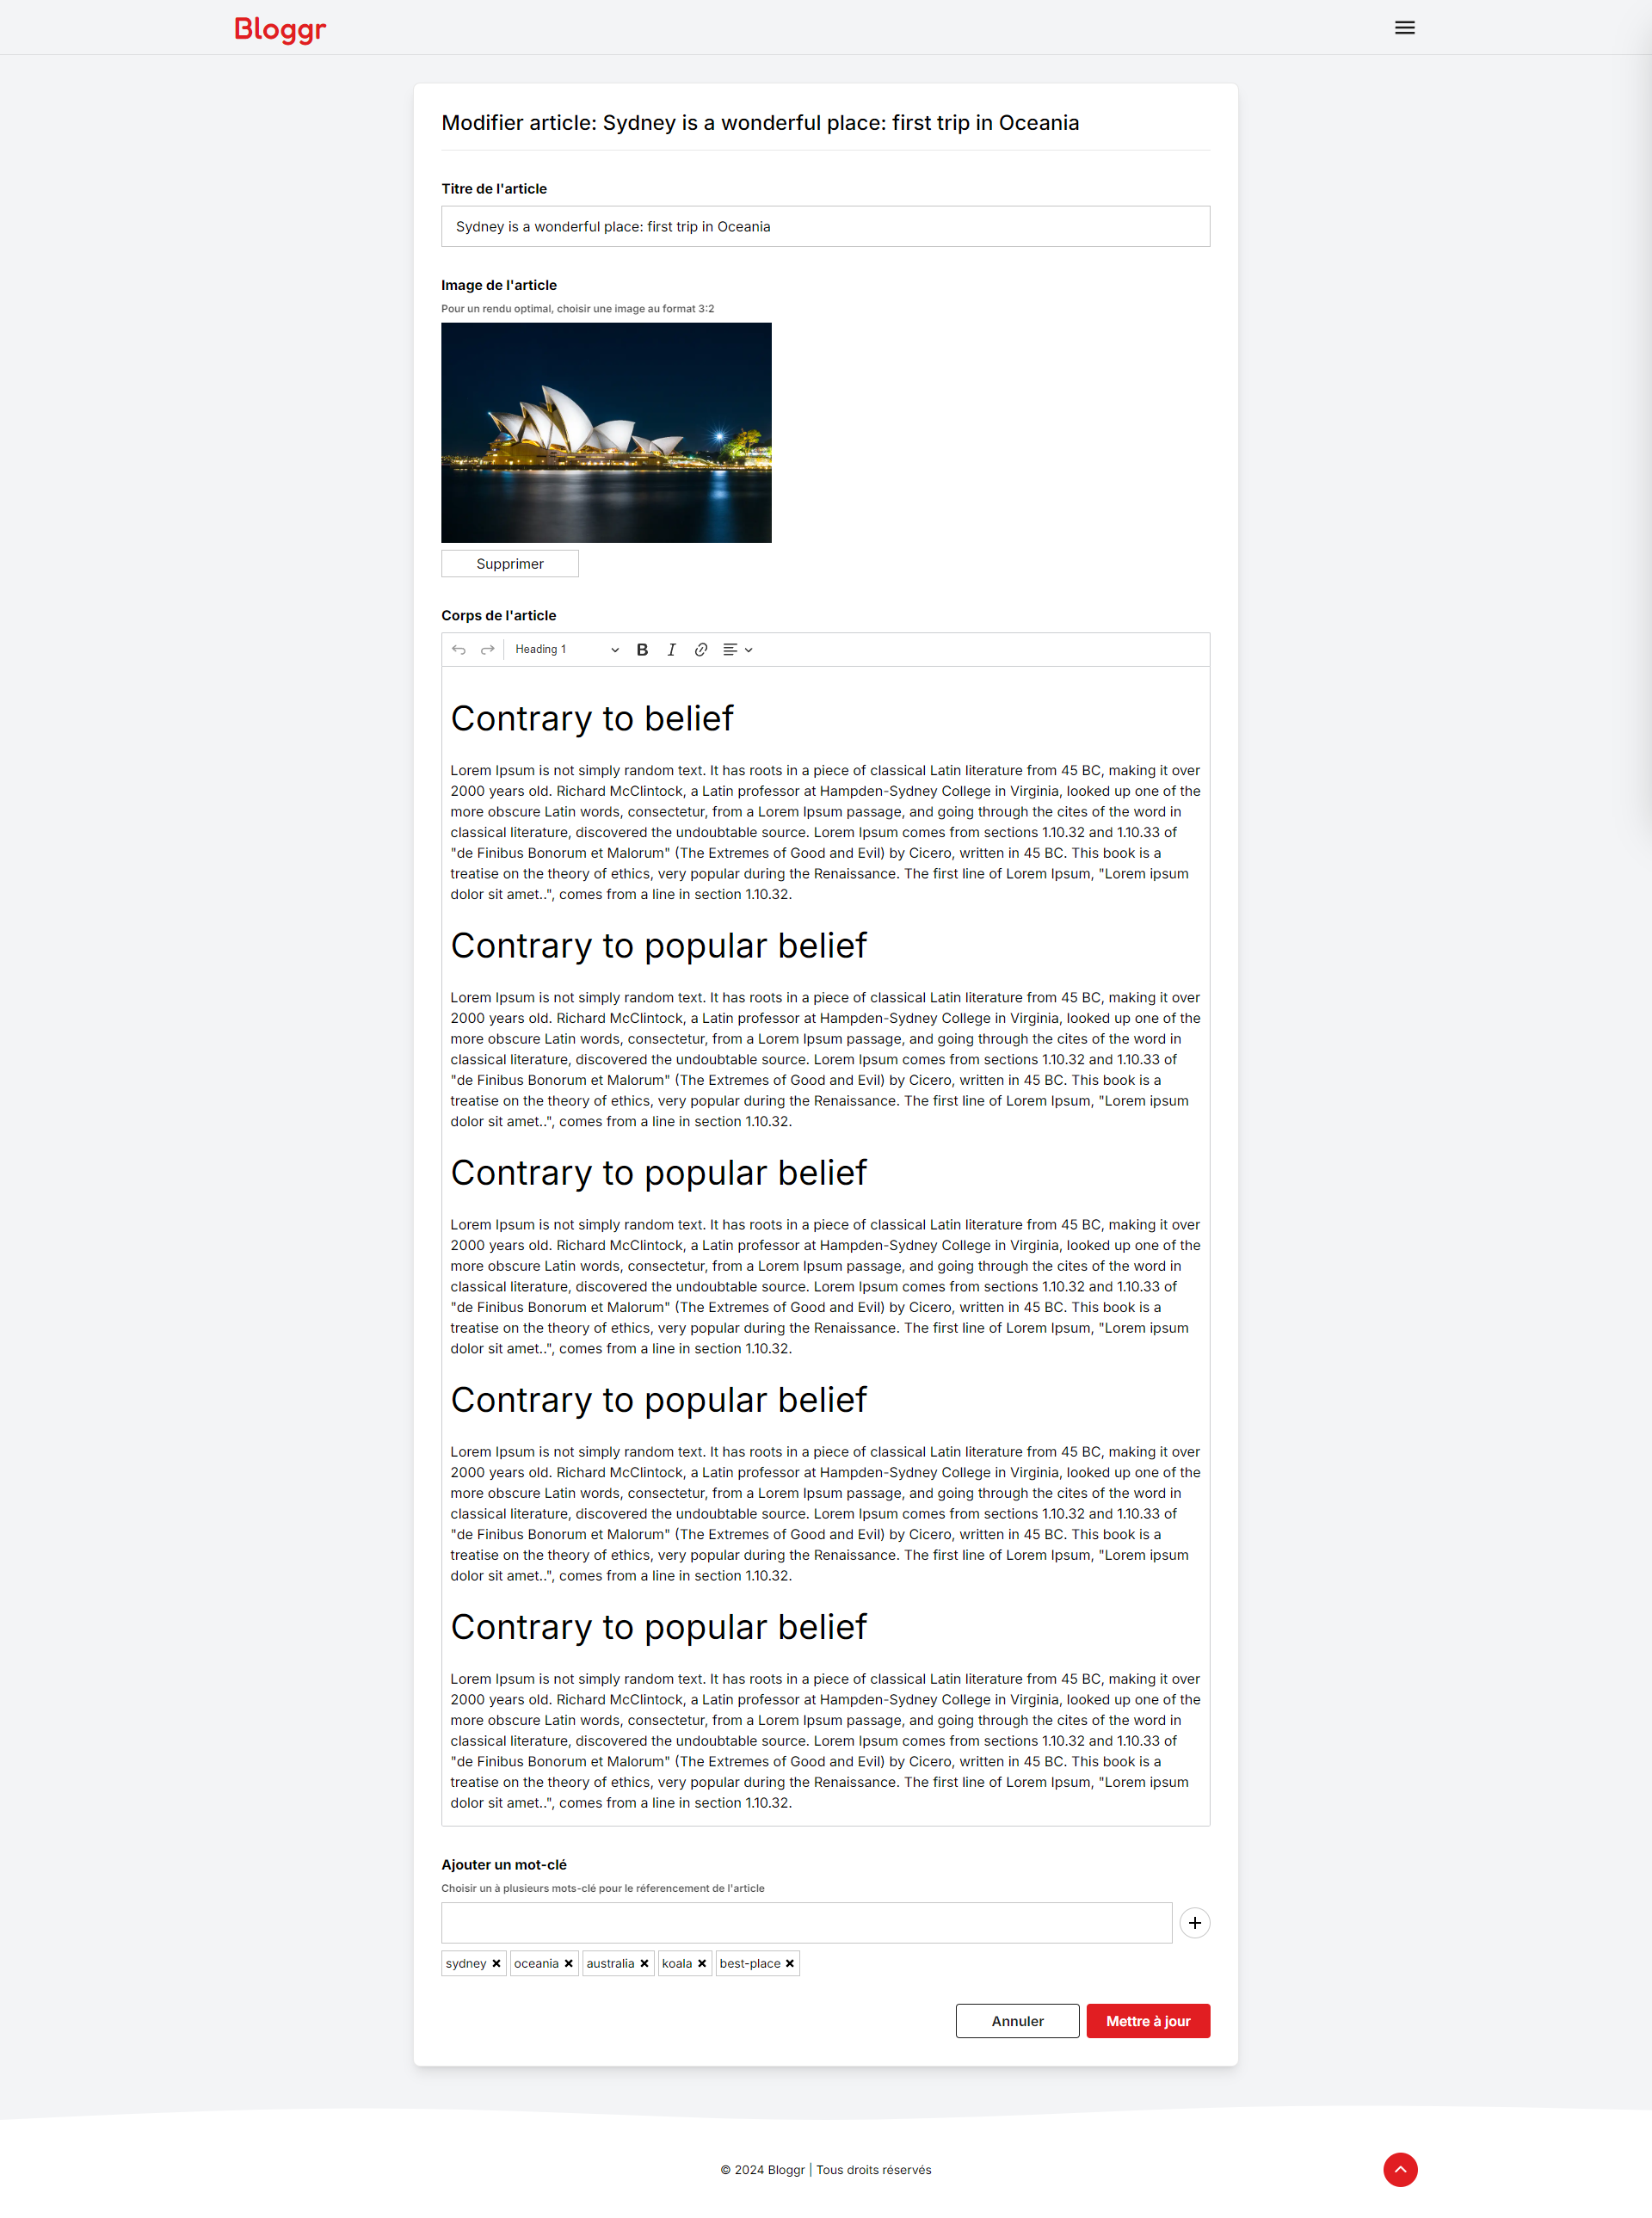 Bloggr
Modifier article: Sydney is a wonderful place: first trip in Oceania
Titre de l'article
Sydney is a wonderful place: first trip in Oceania
Image de l'article
Pour un rendu optimal, choisir une image au format 3:2
Supprimer
Corps de l'article
Heading 1
Contrary to belief
Lorem Ipsum is not simply random text. It has roots in a piece of classical Latin literature from 45 BC, making it over
2000 years old. Richard McClintock, a Latin professor at Hampden-Sydney College in Virginia, looked up one of the
more obscure Latin words, consectetur, from a Lorem Ipsum passage, and going through the cites of the word in
classical literature, discovered the undoubtable source. Lorem Ipsum comes from sections 1.10.32 and 1.10.33 of
"de Finibus Bonorum et Malorum" (The Extremes of Good and Evil) by Cicero, written in 45 BC. This book is a
treatise on the theory of ethics, very popular during the Renaissance. The first line of Lorem Ipsum, "Lorem ipsum
dolor sit amet..", comes from a line in section 1.10.32.
Contrary to popular belief
Lorem Ipsum is not simply random text. It has roots in a piece of classical Latin literature from 45 BC, making it over
2000 years old. Richard McClintock, a Latin professor at Hampden-Sydney College in Virginia, looked up one of the
more obscure Latin words, consectetur, from a Lorem Ipsum passage, and going through the cites of the word in
classical literature, discovered the undoubtable source. Lorem Ipsum comes from sections 1.10.32 and 1.10.33 of
"de Finibus Bonorum et Malorum" (The Extremes of Good and Evil) by Cicero, written in 45 BC. This book is a
treatise on the theory of ethics, very popular during the Renaissance. The first line of Lorem Ipsum, "Lorem ipsum
dolor sit amet..", comes from a line in section 1.10.32.
Contrary to popular belief
Lorem Ipsum is not simply random text. It has roots in a piece of classical Latin literature from 45 BC, making it over
2000 years old. Richard McClintock, a Latin professor at Hampden-Sydney College in Virginia, looked up one of the
more obscure Latin words, consectetur, from a Lorem Ipsum passage, and going through the cites of the word in
classical literature, discovered the undoubtable source. Lorem Ipsum comes from sections 1.10.32 and 1.10.33 of
"de Finibus Bonorum et Malorum" (The Extremes of Good and Evil) by Cicero, written in 45 BC. This book is a
treatise on the theory of ethics, very popular during the Renaissance. The first line of Lorem Ipsum, "Lorem ipsum
dolor sit amet..", comes from a line in section 1.10.32.
Contrary to popular belief
Lorem Ipsum is not simply random text. It has roots in a piece of classical Latin literature from 45 BC, making it over
2000 years old. Richard McClintock, a Latin professor at Hampden-Sydney College in Virginia, looked up one of the
more obscure Latin words, consectetur, from a Lorem Ipsum passage, and going through the cites of the word in
classical literature, discovered the undoubtable source. Lorem Ipsum comes from sections 1.10.32 and 1.10.33 of
"de Finibus Bonorum et Malorum" (The Extremes of Good and Evil) by Cicero, written in 45 BC. This book is a
treatise on the theory of ethics, very popular during the Renaissance. The first line of Lorem Ipsum, "Lorem ipsum
dolor sit amet..", comes from a line in section 1.10.32.
Contrary to popular belief
Lorem Ipsum is not simply random text. It has roots in a piece of classical Latin literature from 45 BC, making it over
2000 years old. Richard McClintock, a Latin professor at Hampden-Sydney College in Virginia, looked up one of the
more obscure Latin words, consectetur, from a Lorem Ipsum passage, and going through the cites of the word in
classical literature, discovered the undoubtable source. Lorem Ipsum comes from sections 1.10.32 and 1.10.33 of
"de Finibus Bonorum et Malorum" (The Extremes of Good and Evil) by Cicero, written in 45 BC. This book is a
treatise on the theory of ethics, very popular during the Renaissance. The first line of Lorem Ipsum, "Lorem ipsum
dolor sit amet..", comes from a line in section 1.10.32.
Ajouter un mot-clé
Choisir un à plusieurs mots-clé pour le réferencement de l'article
sydney oceania australia koala best-place
Annuler Mettre à jour
© 2024 Bloggr | Tous droits réservés